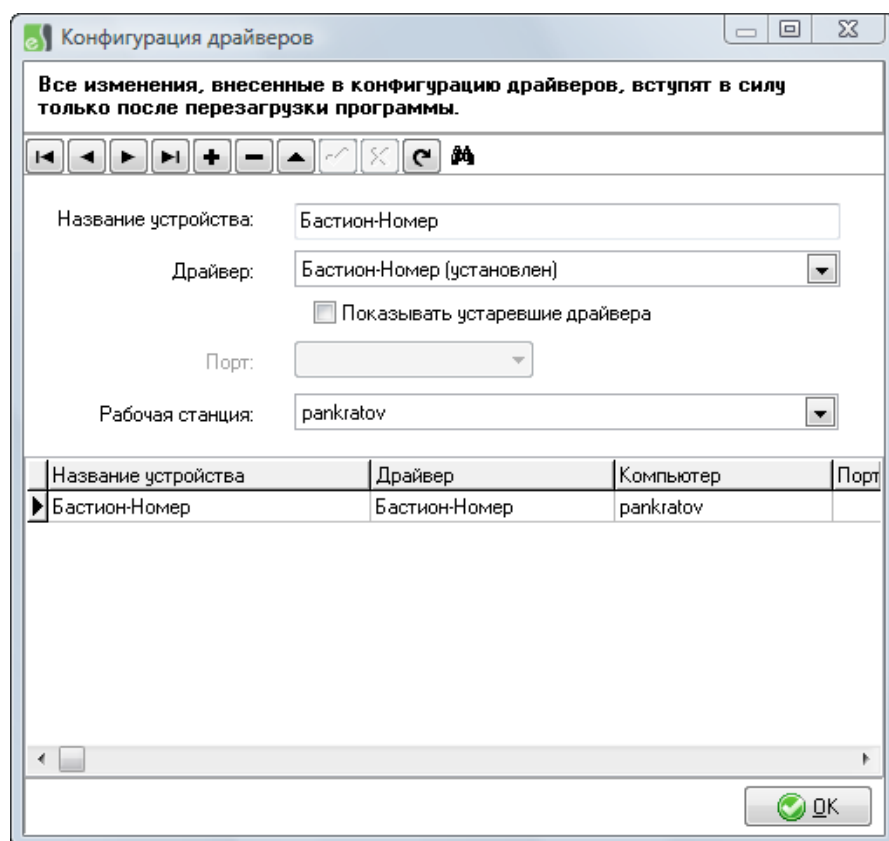 Конфигурация драйверов
Все изменения, внесенные в конфигурацию драйверов, вступят в силу
только после перезагрузки программы.
Название устройства: Бастион-Номер
Драйвер: Бастион-Номер (установлен)
Показывать устаревшие драйвера
Порт:
Рабочая станция: pankratov
Название устройства Драйвер Компьютер Порт
Бастион-Номер Бастион-Номер pankratov
OK